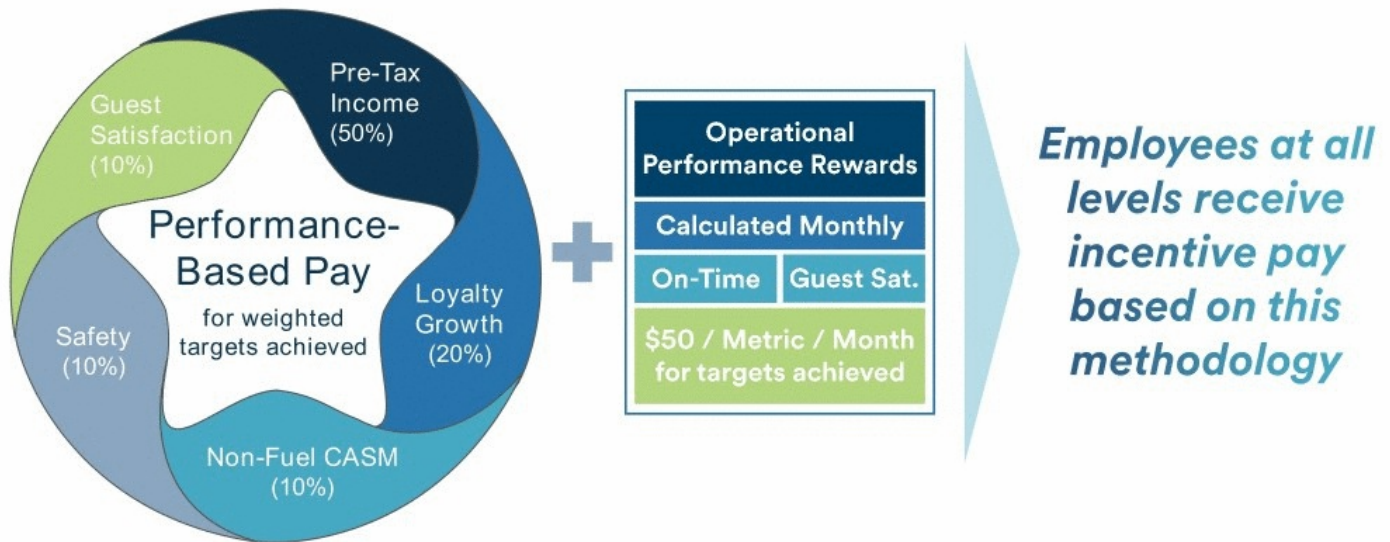 Pre-Tax
Income
(50%)
Guest
Satisfaction
(10%)
Performance-
Based Pay
for weighted
targets achieved
Loyalty
Growth
(20%)
Safety
(10%)
Non-Fuel CASM
(10%)
Operational
Performance Rewards
Calculated Monthly
On-Time
Guest Sat.
$50 / Metric / Month
for targets achieved
Employees at all
levels receive
incentive pay
based on this
methodology